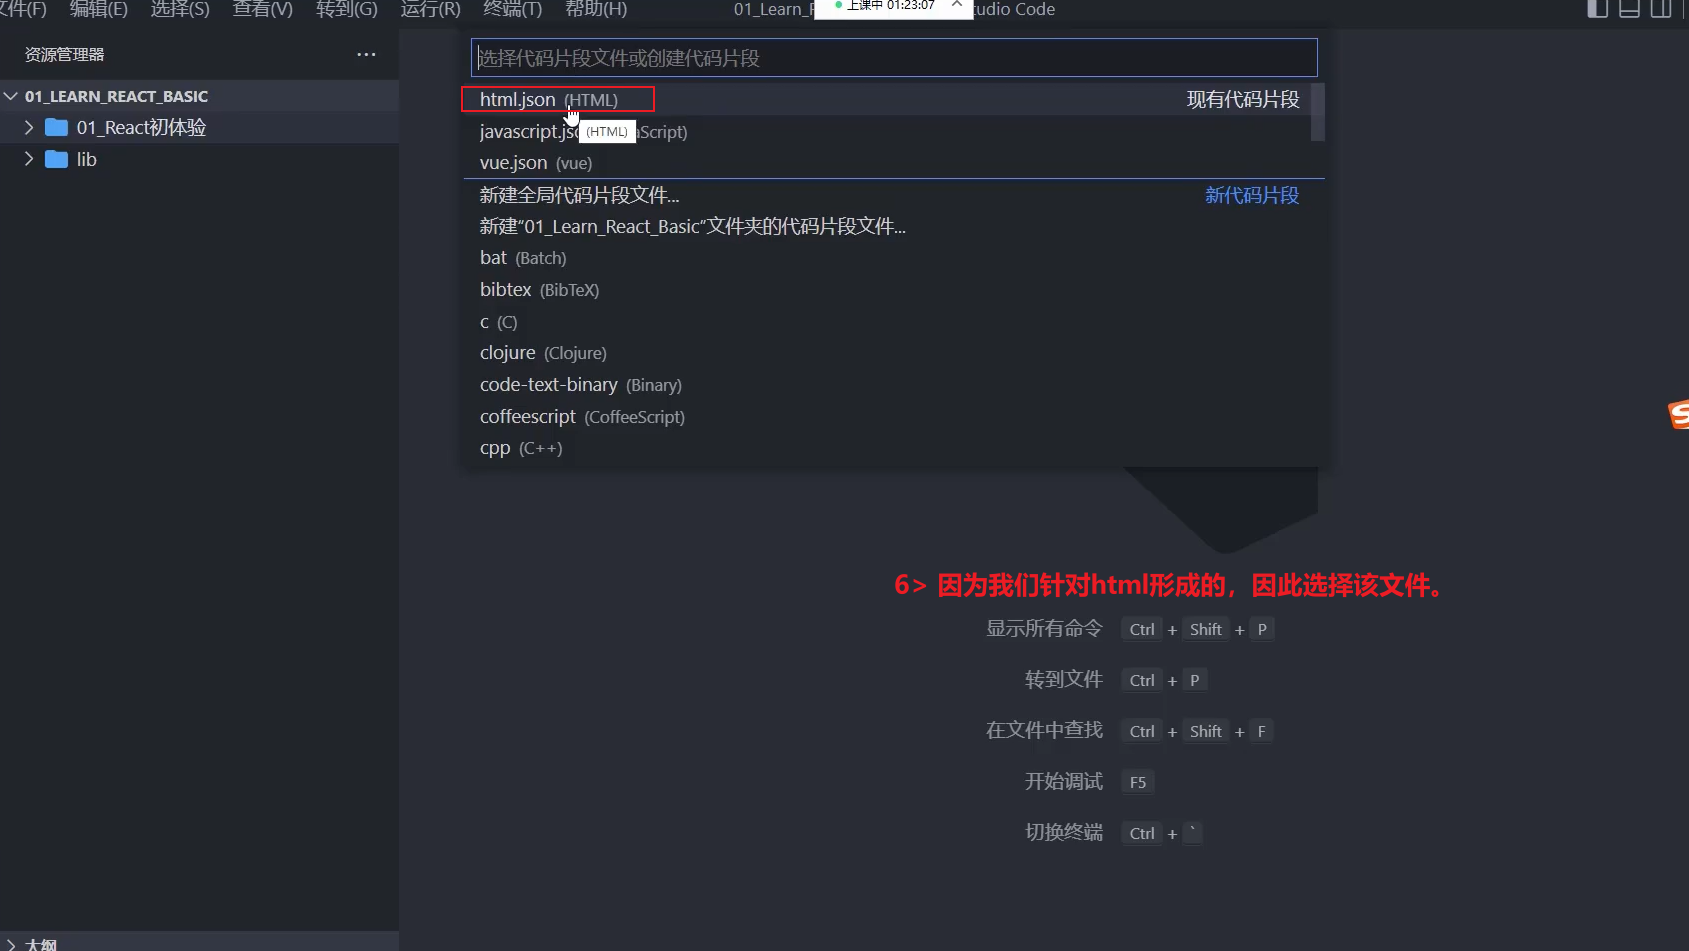 文件(F) 编辑(E) 选择(S) 查看(V) 转到(G) 运行(R) 终端(T) 帮助(H) 01_Learn_ 上课中 01:23:07 tudio Code
资源管理器 ···
选择代码片段文件或创建代码片段
01_LEARN_REACT_BASIC
01_React初体验
lib
html.json (HTML) 现有代码片段
javascript.js (HTML) aScript)
vue.json (vue)
新建全局代码片段文件... 新代码片段
新建“01_Learn_React_Basic”文件夹的代码片段文件...
bat (Batch)
bibtex (BibTeX)
c (C)
clojure (Clojure)
code-text-binary (Binary)
coffeescript (CoffeeScript)
cpp (C++)
6> 因为我们针对html形成的，因此选择该文件。
显示所有命令 Ctrl + Shift + P
转到文件 Ctrl + P
在文件中查找 Ctrl + Shift + F
开始调试 F5
切换终端 Ctrl + `
大纲